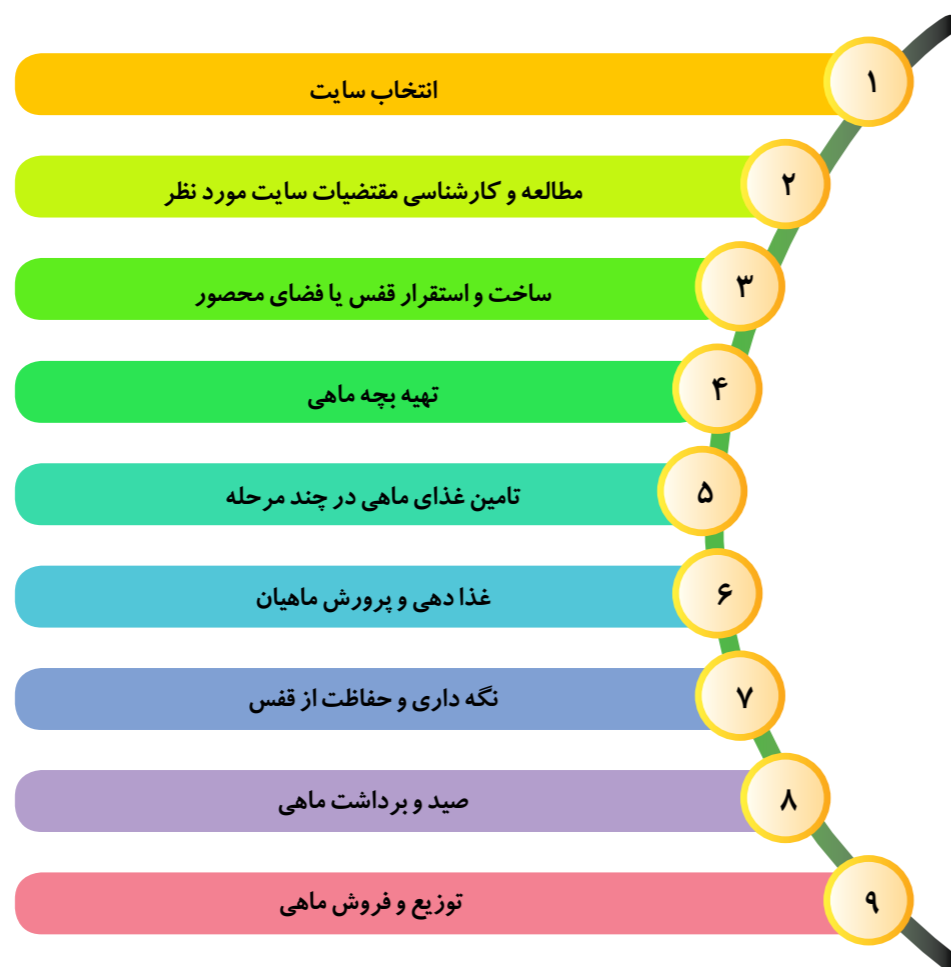 ۱
انتخاب سایت
۲
مطالعه و کارشناسی مقتضیات سایت مورد نظر
۳
ساخت و استقرار قفس یا فضای محصور
۴
تهیه بچه ماهی
۵
تامین غذای ماهی در چند مرحله
۶
غذا دهی و پرورش ماهیان
۷
نگه داری و حفاظت از قفس
۸
صید و برداشت ماهی
۹
توزیع و فروش ماهی